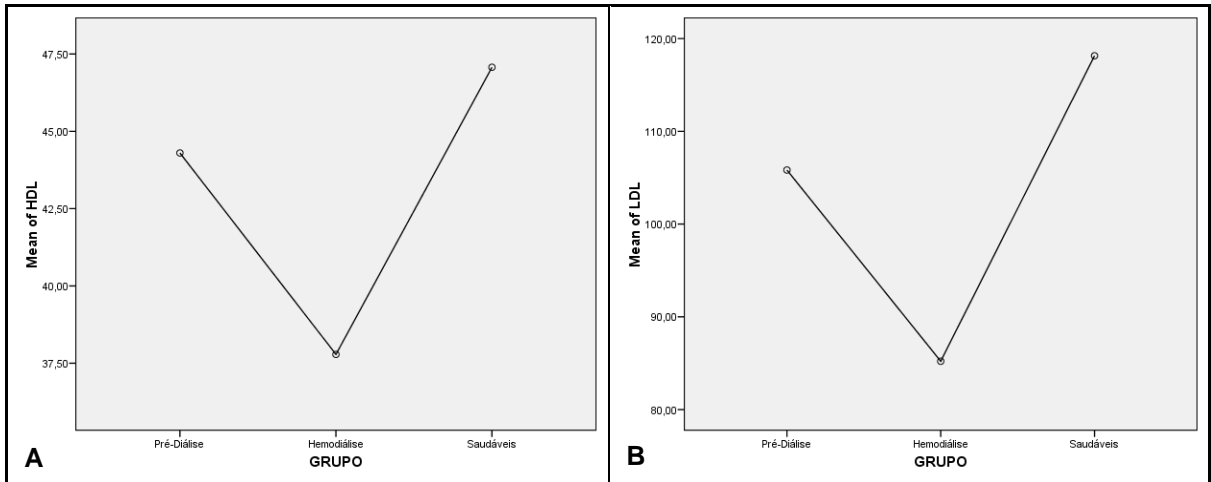 47,50
45,00
42,50
40,00
37,50
Mean of HDL
Pré-Diálise Hemodiálise Saudáveis
GRUPO
A
120,00
110,00
100,00
90,00
80,00
Mean of LDL
Pré-Diálise Hemodiálise Saudáveis
GRUPO
B